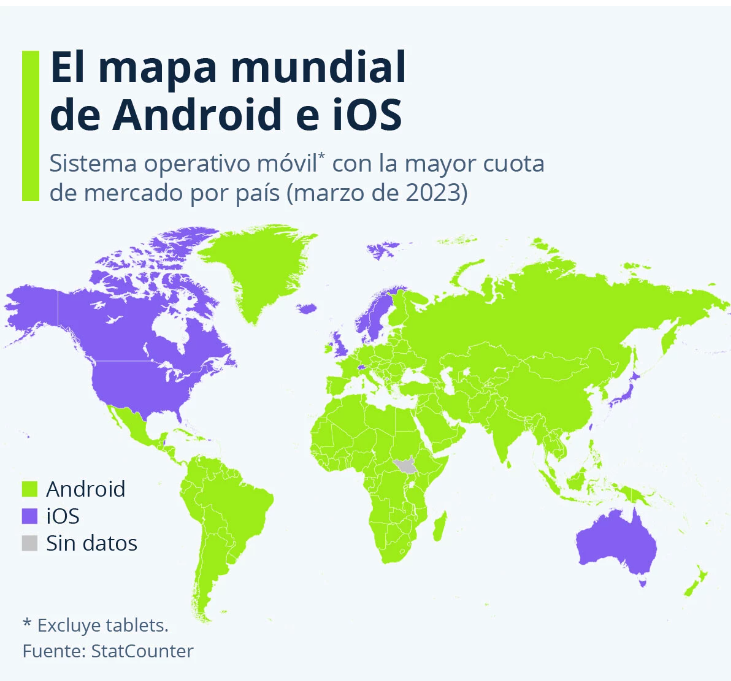 El mapa mundial
de Android e iOS
Sistema operativo móvil* con la mayor cuota
de mercado por país (marzo de 2023)
Android
iOS
Sin datos
* Excluye tablets.
Fuente: StatCounter